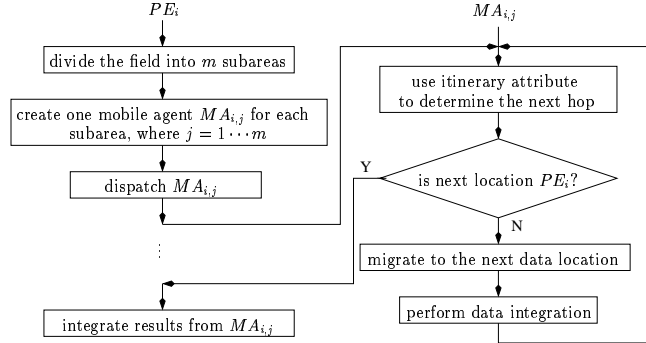 PE_i
divide the field into m subareas
create one mobile agent MA_{i,j} for each
subarea, where j = 1 ⋯ m
dispatch MA_{i,j}
⋮
integrate results from MA_{i,j}
MA_{i,j}
use itinerary attribute
to determine the next hop
Y
is next location PE_i?
N
migrate to the next data location
perform data integration